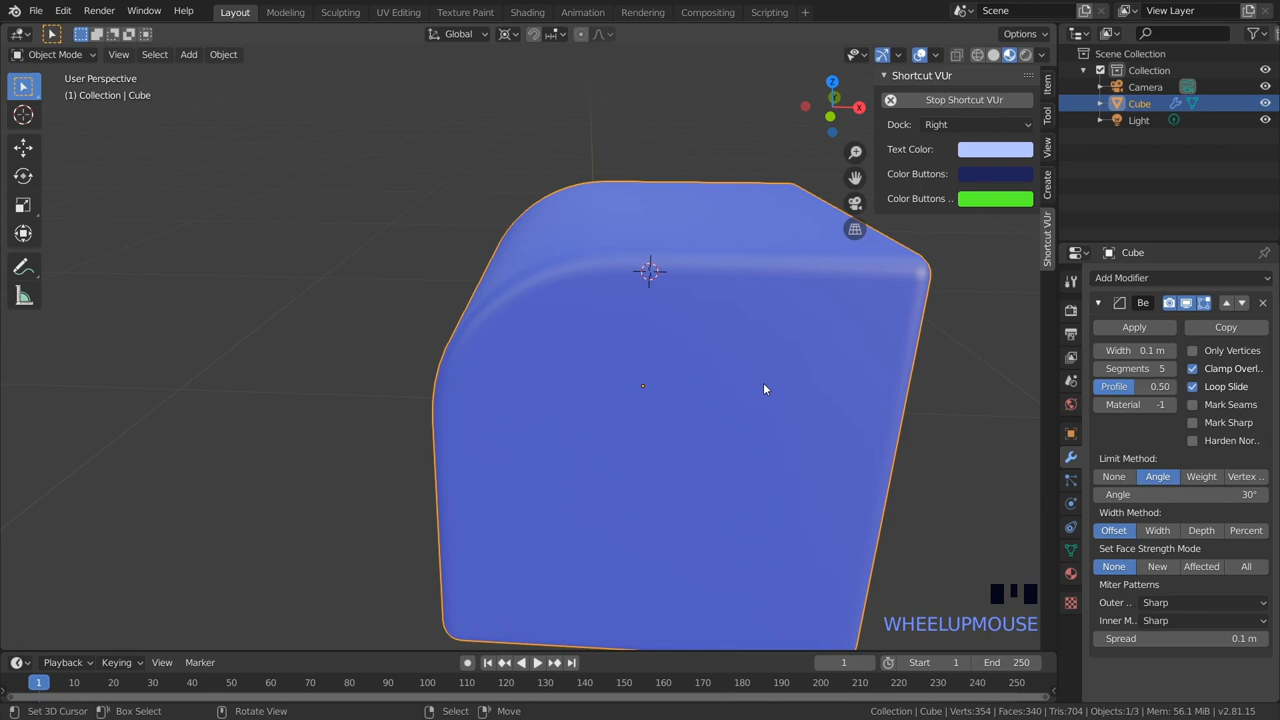 File Edit Render Window Help Layout Modeling Sculpting UV Editing Texture Paint Shading Animation Rendering Compositing Scripting + Scene View Layer
Global Options
Object Mode View Select Add Object
User Perspective
(1) Collection | Cube
Z
Y
X
Shortcut VUr
Stop Shortcut VUr
Dock: Right
Text Color:
Color Buttons:
Color Buttons ..
Item
Tool
View
Create
Shortcut VUr
WHEELUPMOUSE
Scene Collection
Collection
Camera
Cube
Light
Cube
Add Modifier
Be
Apply Copy
Width 0.1 m Only Vertices
Segments 5 Clamp Overl..
Profile 0.50 Loop Slide
Material -1 Mark Seams
Mark Sharp
Harden Nor..
Limit Method:
None Angle Weight Vertex ..
Angle 30°
Width Method:
Offset Width Depth Percent
Set Face Strength Mode
None New Affected All
Miter Patterns
Outer .. Sharp
Inner M.. Sharp
Spread 0.1 m
Playback Keying View Marker 1 Start 1 End 250
1 10 20 30 40 50 60 70 80 90 100 110 120 130 140 150 160 170 180 190 200 210 220 230 240 250
Set 3D Cursor Box Select Rotate View Select Move Collection | Cube | Verts:354 | Faces:340 | Tris:704 | Objects:1/3 | Mem: 56.1 MiB | v2.81.15